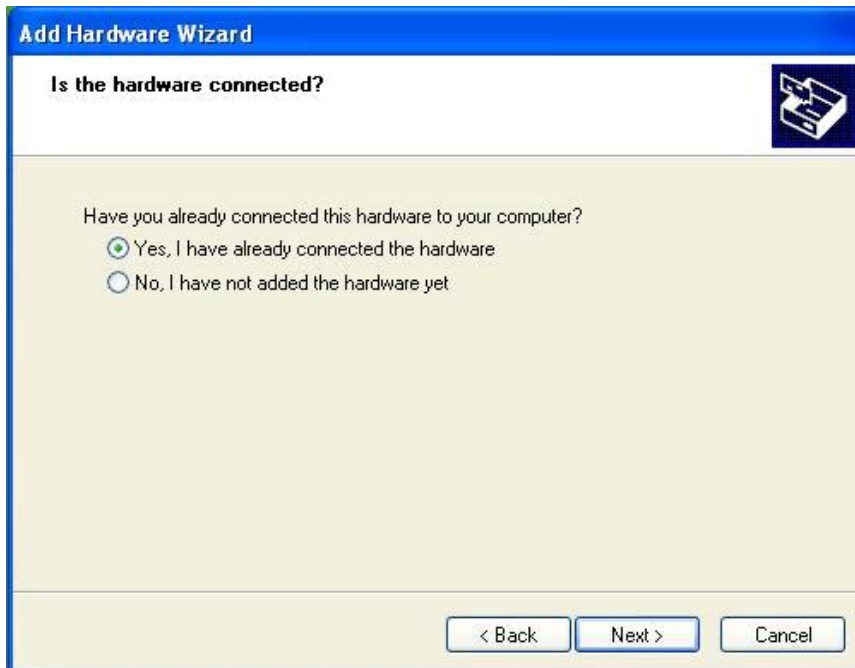 Add Hardware Wizard
Is the hardware connected?
Have you already connected this hardware to your computer?
Yes, I have already connected the hardware
No, I have not added the hardware yet
< Back Next > Cancel